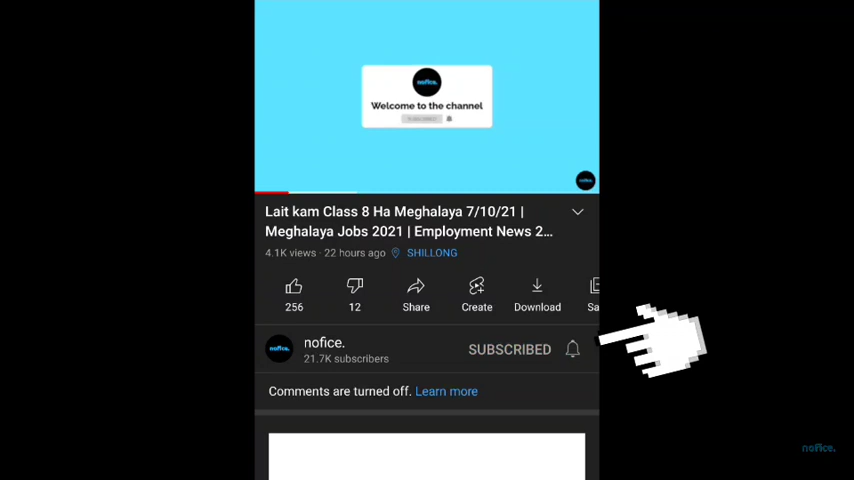 nofice.
Welcome to the channel
SUBSCRIBED
nofice.
Lait kam Class 8 Ha Meghalaya 7/10/21 |
Meghalaya Jobs 2021 | Employment News 2...
4.1K views · 22 hours ago SHILLONG
256 12 Share Create Download Sa
nofice.
nofice. SUBSCRIBED
21.7K subscribers
Comments are turned off. Learn more
nofice.